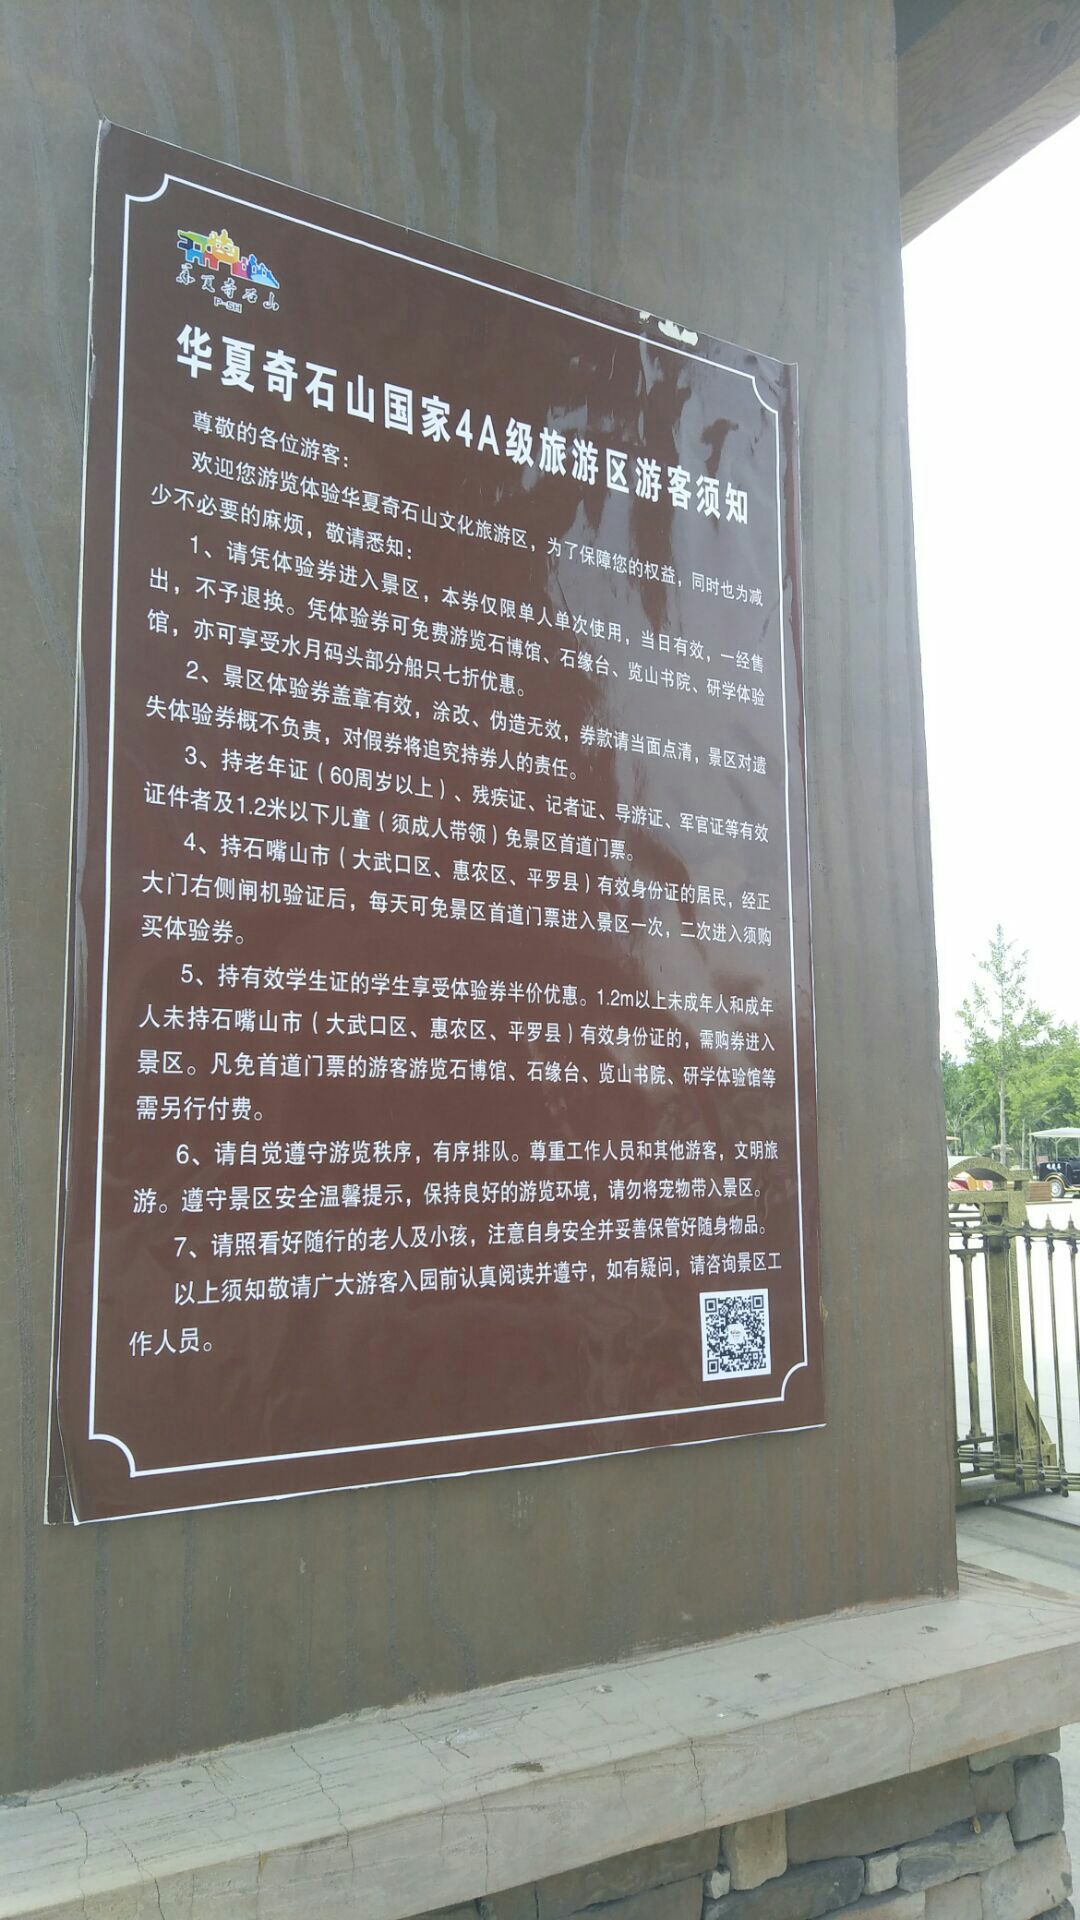 华夏奇石山
P-SH
华夏奇石山国家4A级旅游区游客须知
尊敬的各位游客：
欢迎您游览体验华夏奇石山文化旅游区，为了保障您的权益，同时也为减
少不必要的麻烦，敬请悉知：
1、请凭体验券进入景区，本券仅限单人单次使用，当日有效，一经售
出，不予退换。凭体验券可免费游览石博馆、石缘台、览山书院、研学体验
馆，亦可享受水月码头部分船只七折优惠。
2、景区体验券盖章有效，涂改、伪造无效，券款请当面点清，景区对遗
失体验券概不负责，对假券将追究持券人的责任。
3、持老年证（60周岁以上）、残疾证、记者证、导游证、军官证等有效
证件者及1.2米以下儿童（须成人带领）免景区首道门票。
4、持石嘴山市（大武口区、惠农区、平罗县）有效身份证的居民，经正
大门右侧闸机验证后，每天可免景区首道门票进入景区一次，二次进入须购
买体验券。
5、持有效学生证的学生享受体验券半价优惠。1.2m以上未成年人和成年
人未持石嘴山市（大武口区、惠农区、平罗县）有效身份证的，需购券进入
景区。凡免首道门票的游客游览石博馆、石缘台、览山书院、研学体验馆等
需另行付费。
6、请自觉遵守游览秩序，有序排队。尊重工作人员和其他游客，文明旅
游。遵守景区安全温馨提示，保持良好的游览环境，请勿将宠物带入景区。
7、请照看好随行的老人及小孩，注意自身安全并妥善保管好随身物品。
以上须知敬请广大游客入园前认真阅读并遵守，如有疑问，请咨询景区工
作人员。